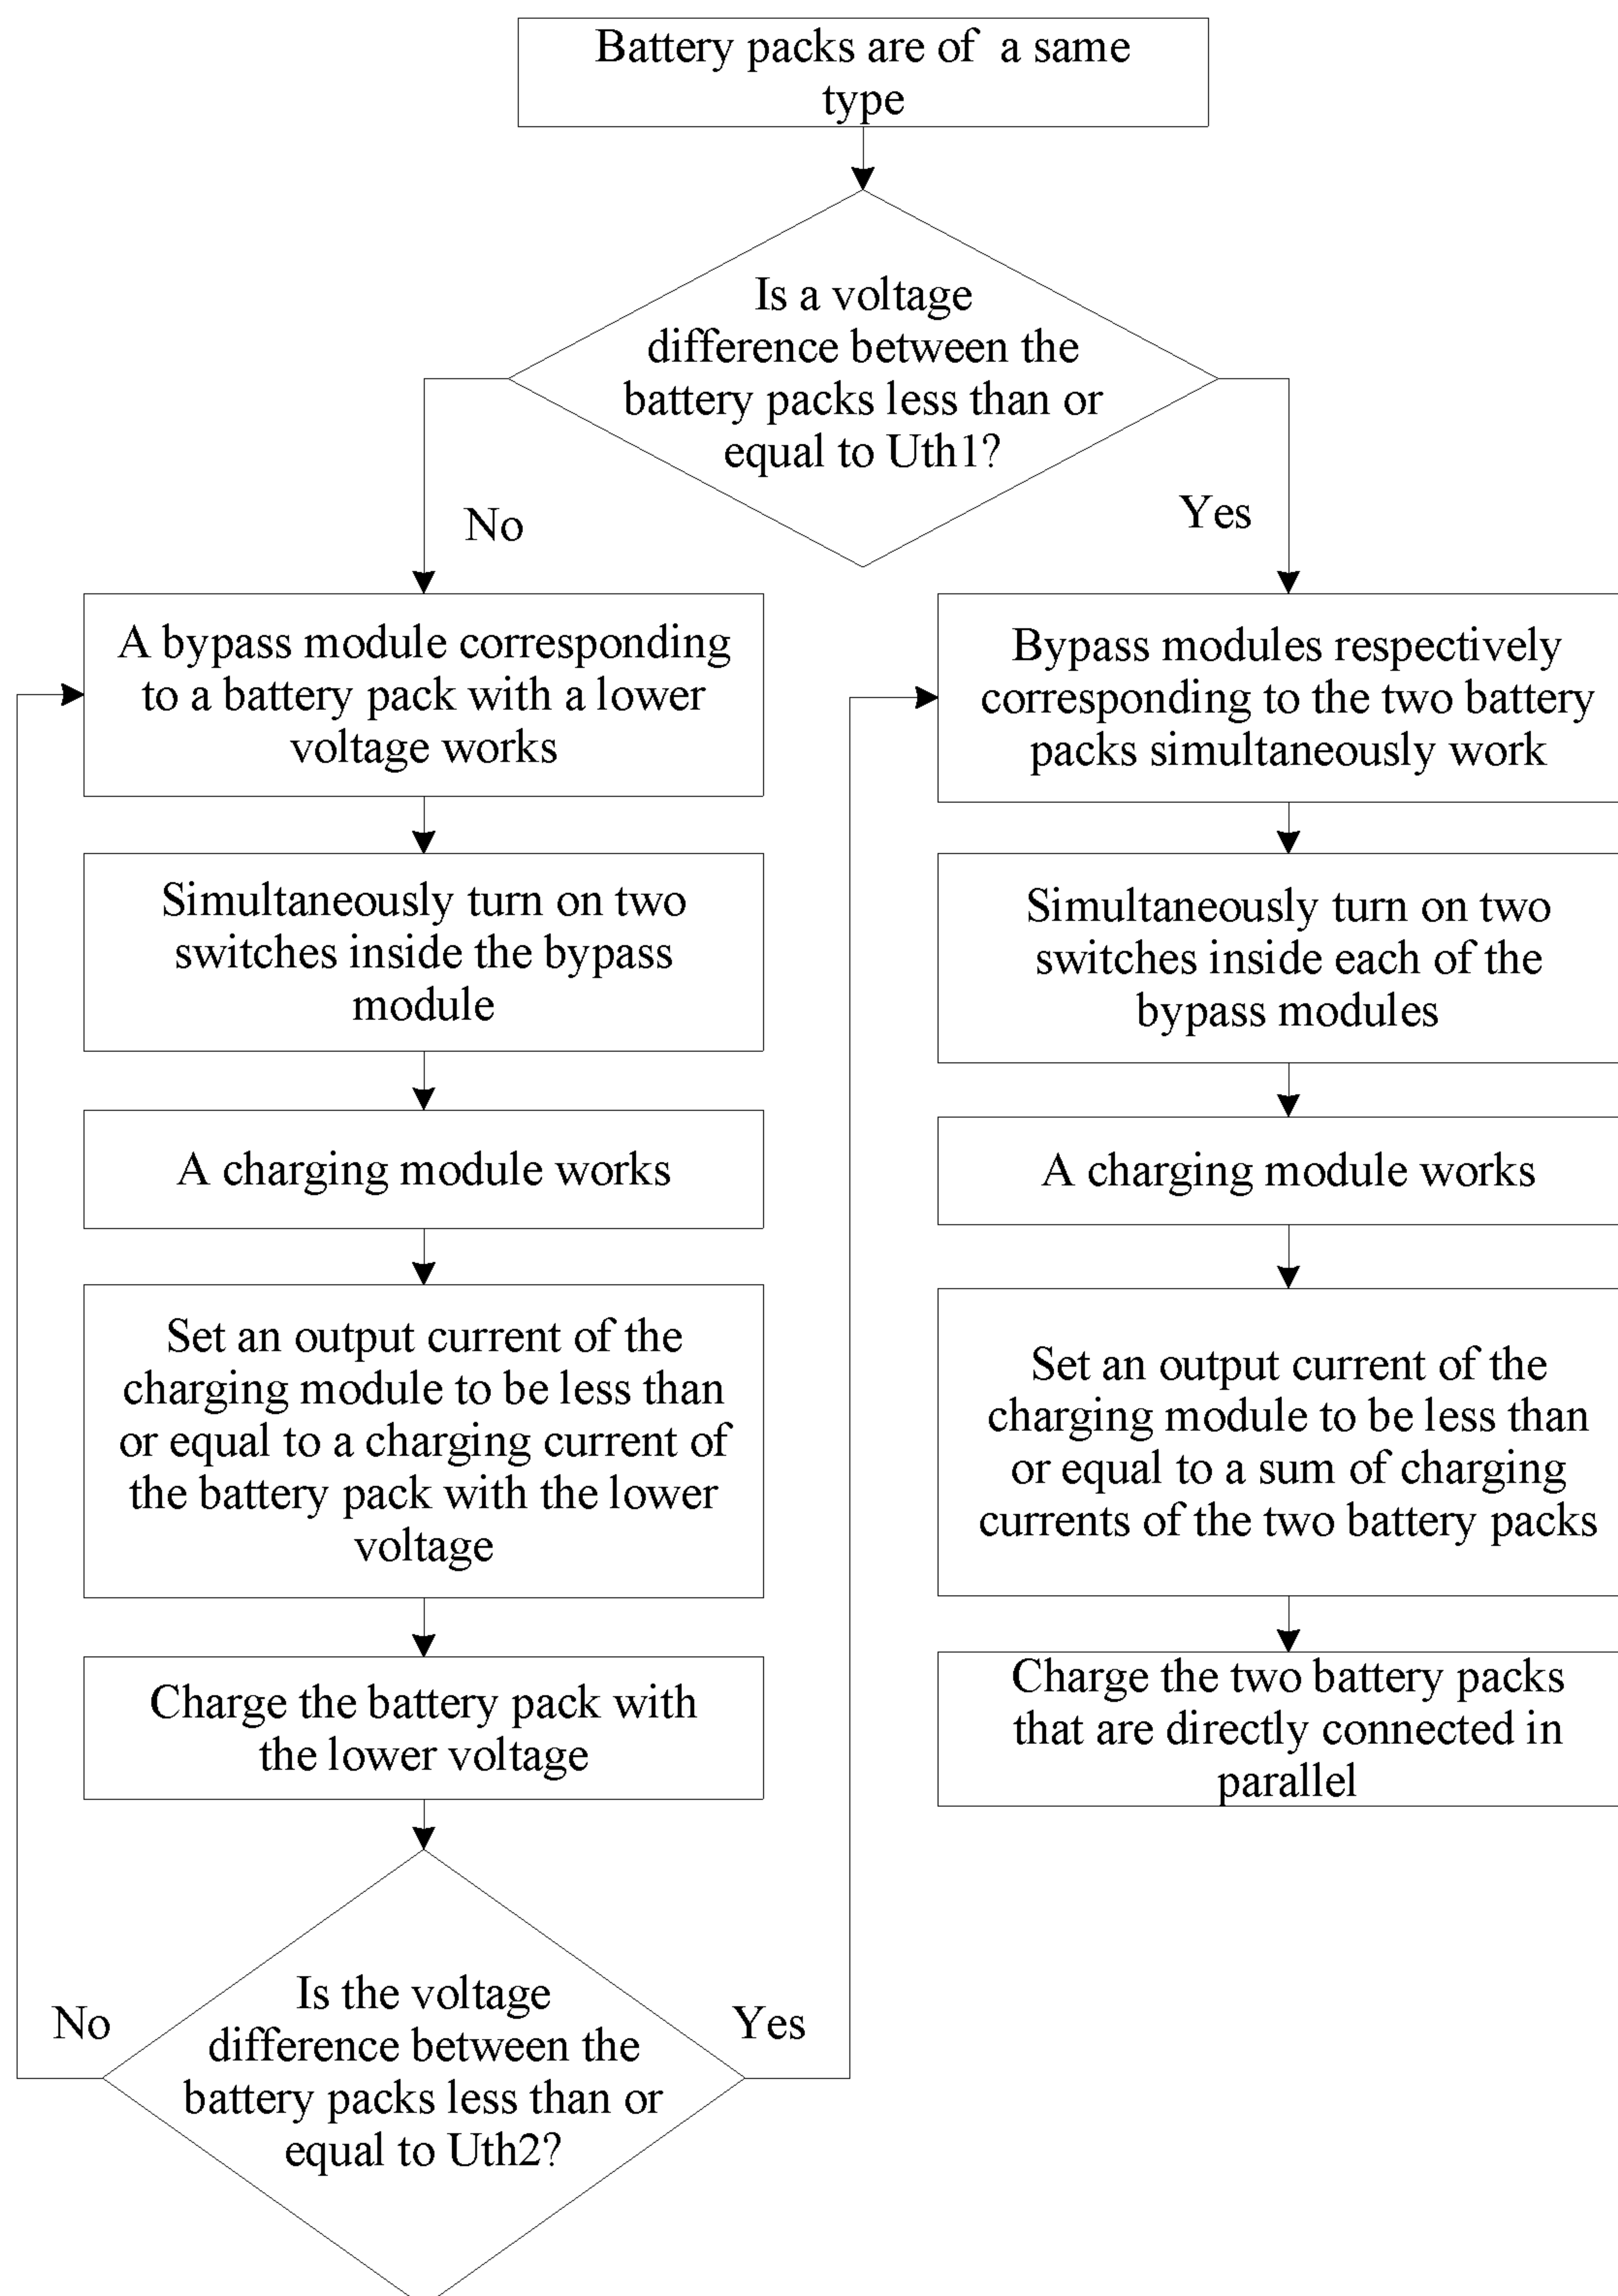 Battery packs are of a same
type
Is a voltage
difference between the
battery packs less than or
equal to Uth1?
No
Yes
A bypass module corresponding
to a battery pack with a lower
voltage works
Simultaneously turn on two
switches inside the bypass
module
A charging module works
Set an output current of the
charging module to be less than
or equal to a charging current of
the battery pack with the lower
voltage
Charge the battery pack with
the lower voltage
Is the voltage
difference between the
battery packs less than or
equal to Uth2?
No
Yes
Bypass modules respectively
corresponding to the two battery
packs simultaneously work
Simultaneously turn on two
switches inside each of the
bypass modules
A charging module works
Set an output current of the
charging module to be less than
or equal to a sum of charging
currents of the two battery packs
Charge the two battery packs
that are directly connected in
parallel